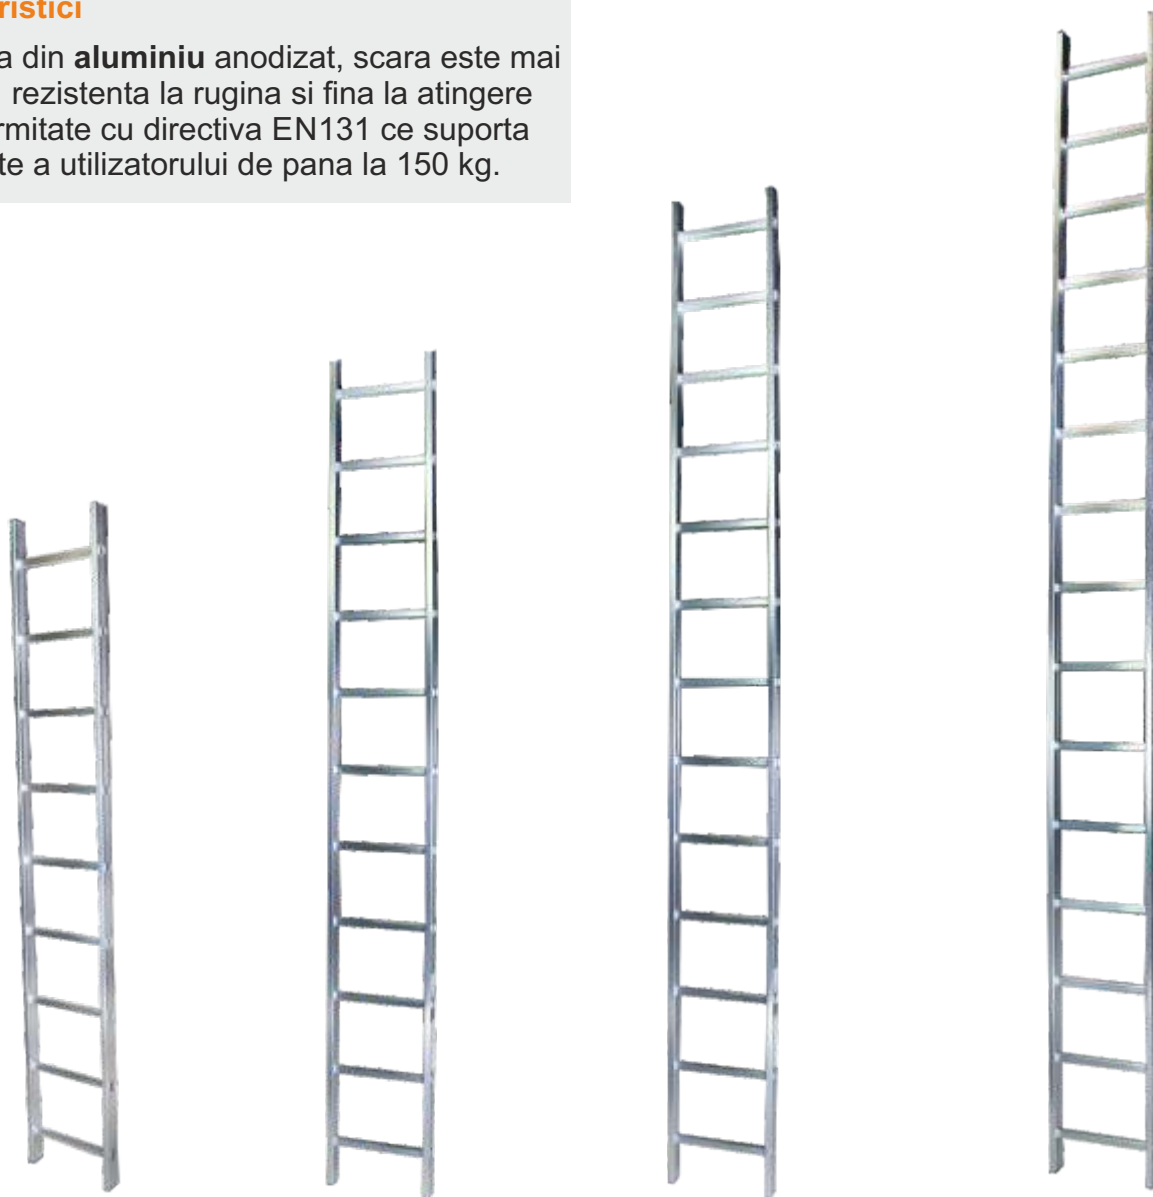 ristici
a din aluminiu anodizat, scara este mai
rezistenta la rugina si fina la atingere
rmitate cu directiva EN131 ce suporta
te a utilizatorului de pana la 150 kg.